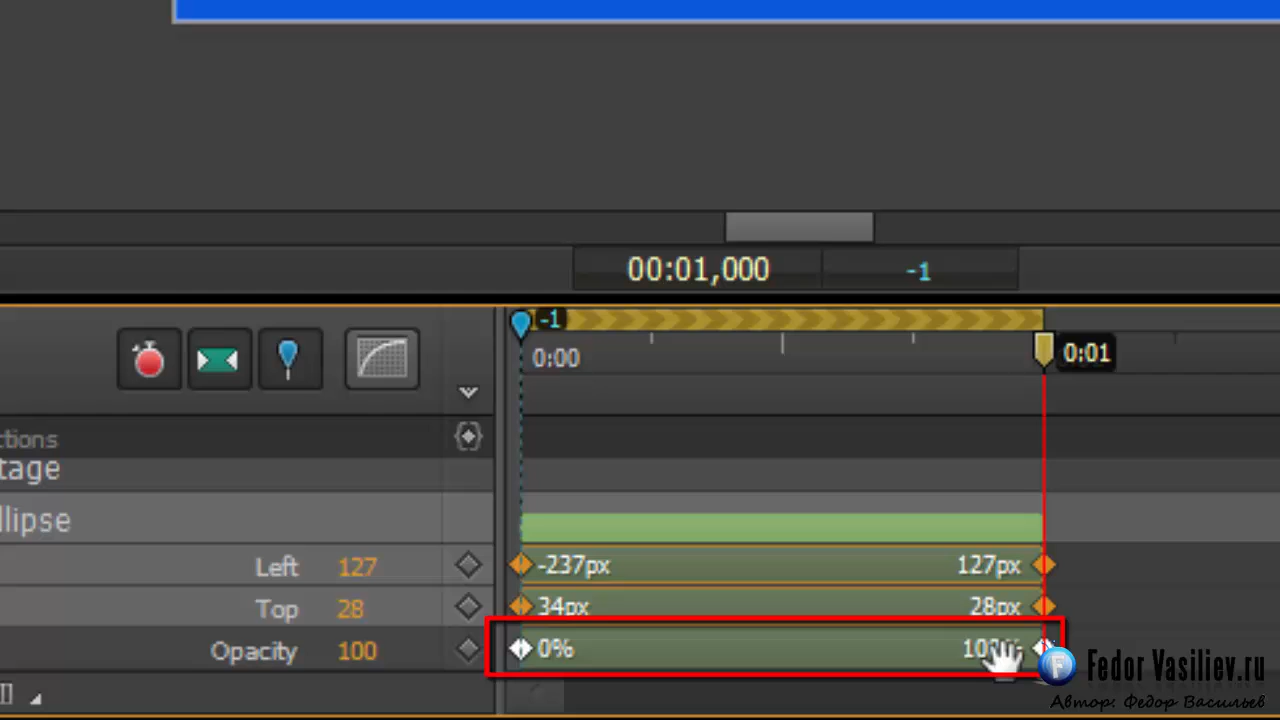 00:01,000 -1
-1
0:00 0:01
ctions
tage
llipse
Left 127 -237px 127px
Top 28 34px 28px
Opacity 100 0%
Fedor Vasiliev.ru
Автор: Федор Васильев